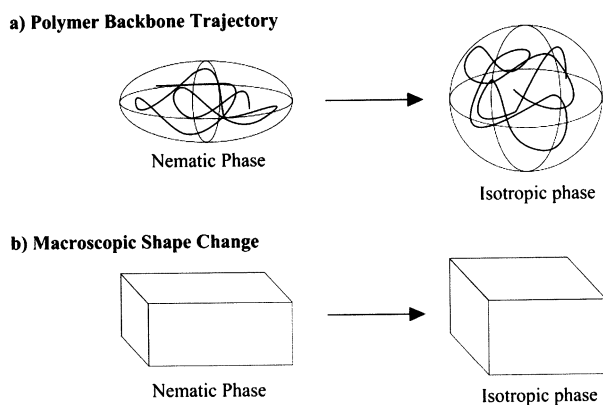 a) Polymer Backbone Trajectory
Nematic Phase
Isotropic phase
b) Macroscopic Shape Change
Nematic Phase
Isotropic phase